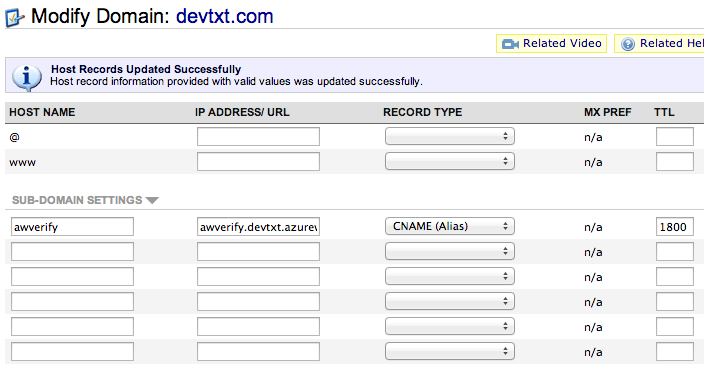 Modify Domain: devtxt.com
Related Video
Related Hel
Host Records Updated Successfully
Host record information provided with valid values was updated successfully.
HOST NAME IP ADDRESS/ URL RECORD TYPE MX PREF TTL
@ n/a
www n/a
SUB-DOMAIN SETTINGS
awverify awverify.devtxt.azurew CNAME (Alias) n/a 1800
n/a
n/a
n/a
n/a
n/a